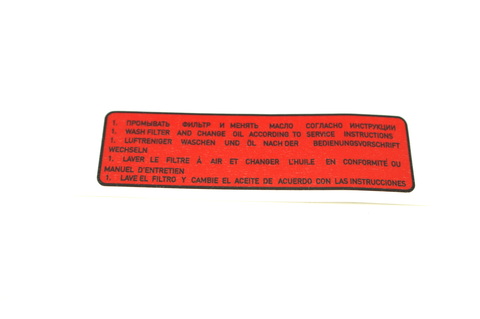 1. ПРОМЫВАТЬ ФИЛЬТР И МЕНЯТЬ МАСЛО СОГЛАСНО ИНСТРУКЦИИ
1. WASH FILTER AND CHANGE OIL ACCORDING TO SERVICE INSTRUCTIONS
1. LUFTRENIGER WASCHEN UND ÖL NACH DER BEDIENUNGSVORSCHRIFT
WECHSELN
1. LAVER LE FILTRE Á AIR ET CHANGER L'HUILE EN CONFORMITÉ OU
MANUEL D'ENTRETIEN
1. LAVE EL FILTRO Y CAMBIE EL ACEITE DE ACUERDO CON LAS INSTRUCCIONES